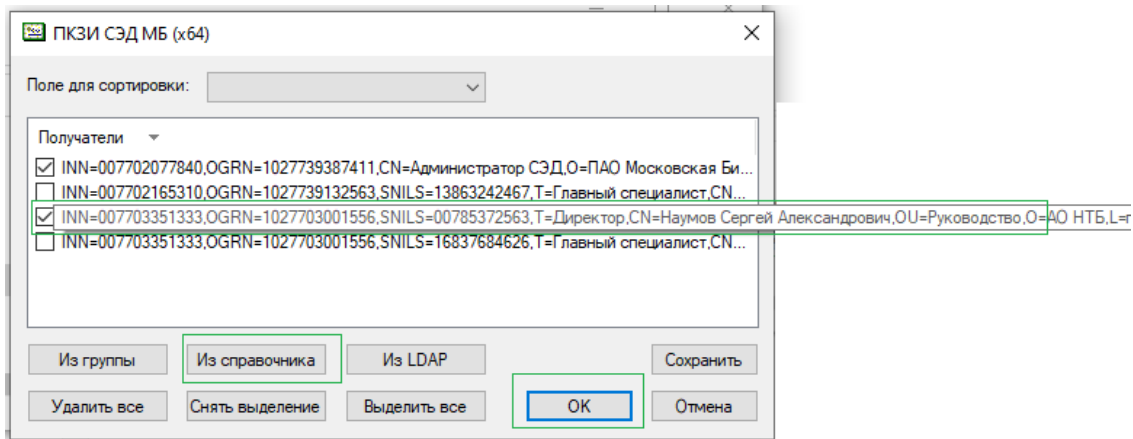 ПКЗИ СЭД МБ (x64)
Поле для сортировки:
Получатели
INN=007702077840,OGRN=1027739387411,CN=Администратор СЭД,O=ПАО Московская Би...
INN=007702165310,OGRN=1027739132563,SNILS=13863242467,T=Главный специалист,CN...
INN=007703351333,OGRN=1027703001556,SNILS=00785372563,T=Директор,CN=Наумов Сергей Александрович,OU=Руководство,O=АО НТБ,L=г
INN=007703351333,OGRN=1027703001556,SNILS=16837684626,T=Главный специалист,CN...
Из группы Из справочника Из LDAP Сохранить
Удалить все Снять выделение Выделить все OK Отмена